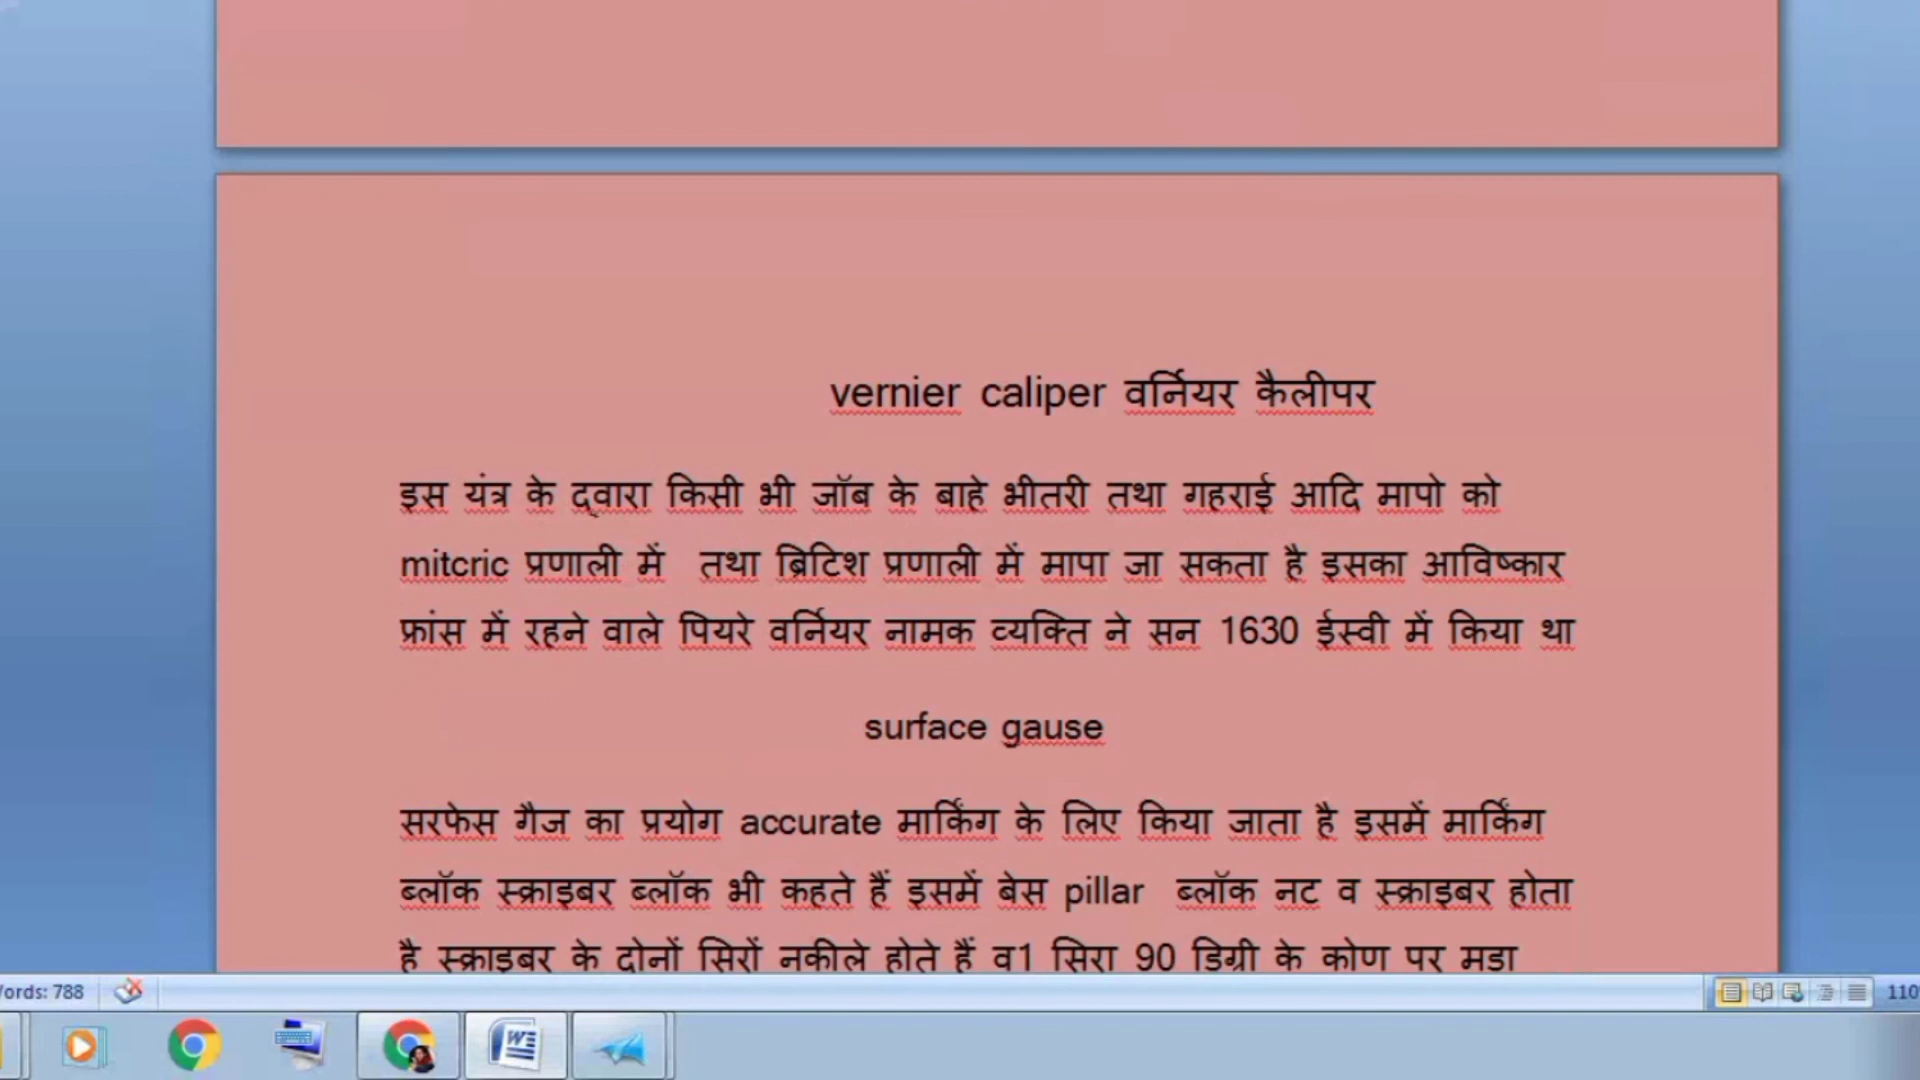 vernier caliper वर्नियर कैलीपर
इस यंत्र के द्वारा किसी भी जॉब के बाहे भीतरी तथा गहराई आदि मापो को
mitcric प्रणाली में तथा ब्रिटिश प्रणाली में मापा जा सकता है इसका आविष्कार
फ्रांस में रहने वाले पियरे वर्नियर नामक व्यक्ति ने सन 1630 ईस्वी में किया था
surface gause
सरफेस गैज का प्रयोग accurate मार्किंग के लिए किया जाता है इसमें मार्किंग
ब्लॉक स्क्राइबर ब्लॉक भी कहते हैं इसमें बेस pillar ब्लॉक नट व स्क्राइबर होता
है स्क्राइबर के दोनों सिरों नकीले होते हैं व1 सिरा 90 डिग्री के कोण पर मडा
ords: 788
110